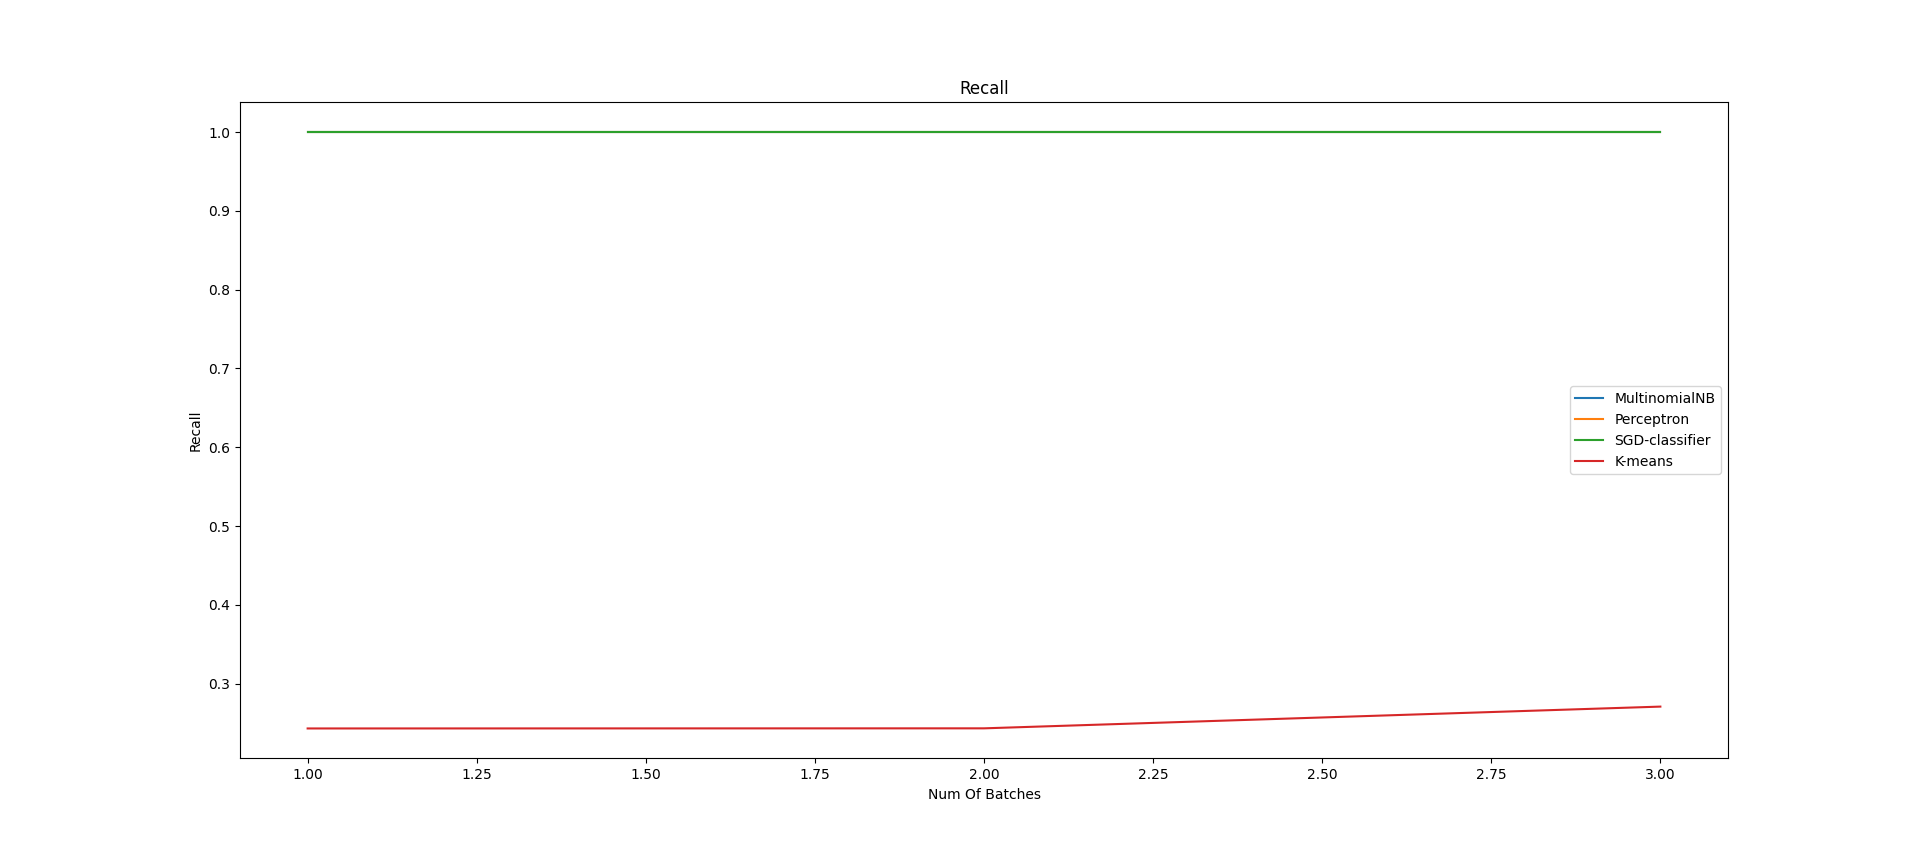 Recall
1.0
0.9
0.8
0.7
0.6
0.5
0.4
0.3
Recall
MultinomialNB
Perceptron
SGD-classifier
K-means
1.00 1.25 1.50 1.75 2.00 2.25 2.50 2.75 3.00
Num Of Batches